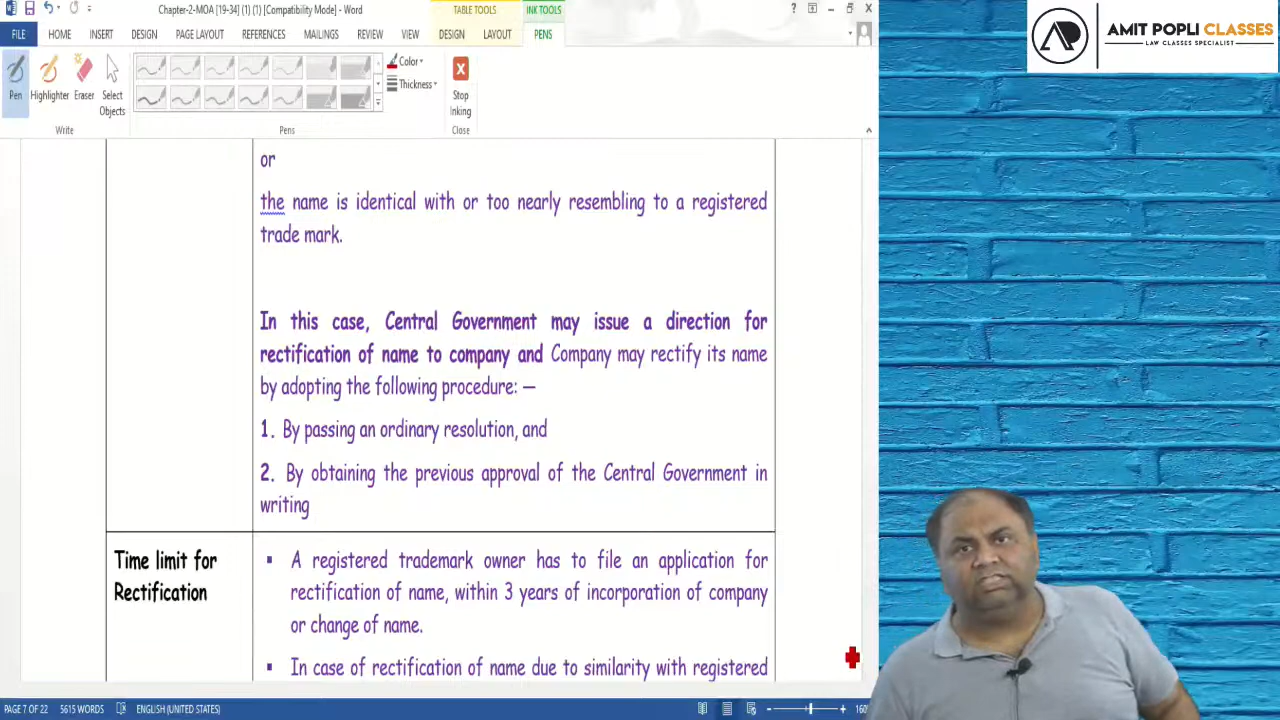 Chapter-2-MOA [19-34] (1) (1) [Compatibility Mode] - Word
TABLE TOOLS
INK TOOLS
FILE HOME INSERT DESIGN PAGE LAYOUT REFERENCES MAILINGS REVIEW VIEW DESIGN LAYOUT PENS
Pen Highlighter Eraser Select Objects
Color
Thickness
Stop Inking
Write Pens Close
AMIT POPLI CLASSES
LAW CLASSES SPECIALIST
or
the name is identical with or too nearly resembling to a registered
trade mark.
In this case, Central Government may issue a direction for
rectification of name to company and Company may rectify its name
by adopting the following procedure: —
1. By passing an ordinary resolution, and
2. By obtaining the previous approval of the Central Government in
writing
Time limit for
Rectification
▪ A registered trademark owner has to file an application for
rectification of name, within 3 years of incorporation of company
or change of name.
▪ In case of rectification of name due to similarity with registered
PAGE 7 OF 22 5615 WORDS ENGLISH (UNITED STATES)